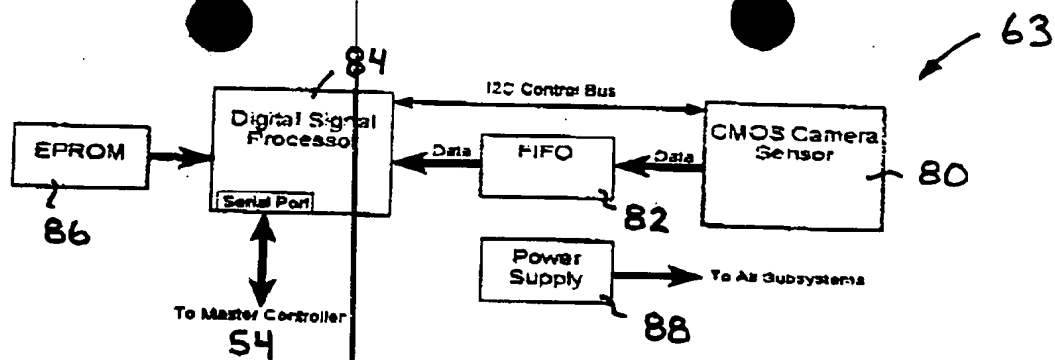 63
84
I2C Control Bus
Digital Signal
Processor
CMOS Camera
Sensor
EPROM
Data
FIFO
Data
80
Serial Port
86
82
Power
Supply
To All Subsystems
To Master Controller
54
88